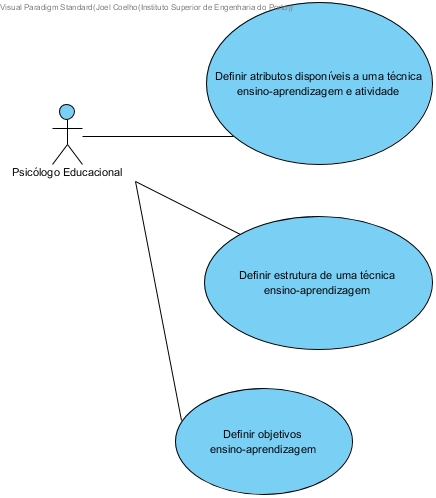 Visual Paradigm Standard(Joel Coelho(Instituto Superior de Engenharia do Porto))
Definir atributos disponíveis a uma técnica
ensino-aprendizagem e atividade
Psicólogo Educacional
Definir estrutura de uma técnica
ensino-aprendizagem
Definir objetivos
ensino-aprendizagem